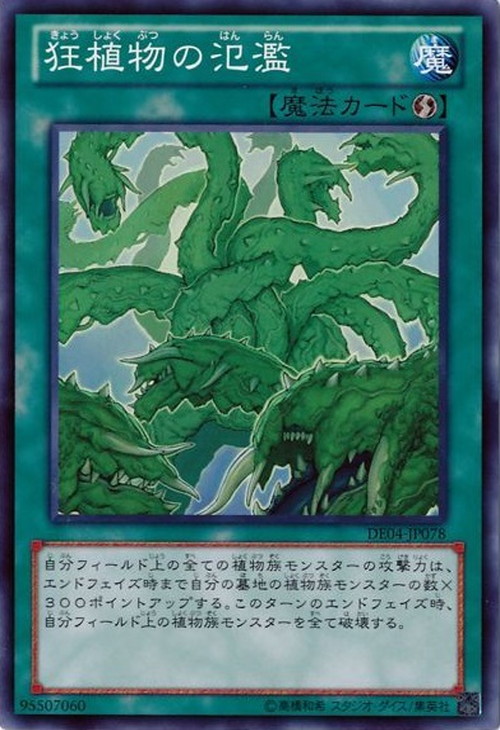 狂植物の氾濫
魔
【魔法カード】
DE04-JP078
自分フィールド上の全ての植物族モンスターの攻撃力は、
エンドフェイズ時まで自分の墓地の植物族モンスターの数×
300ポイントアップする。このターンのエンドフェイズ時、
自分フィールド上の植物族モンスターを全て破壊する。
95507060
©高橋和希 スタジオ・ダイス/集英社